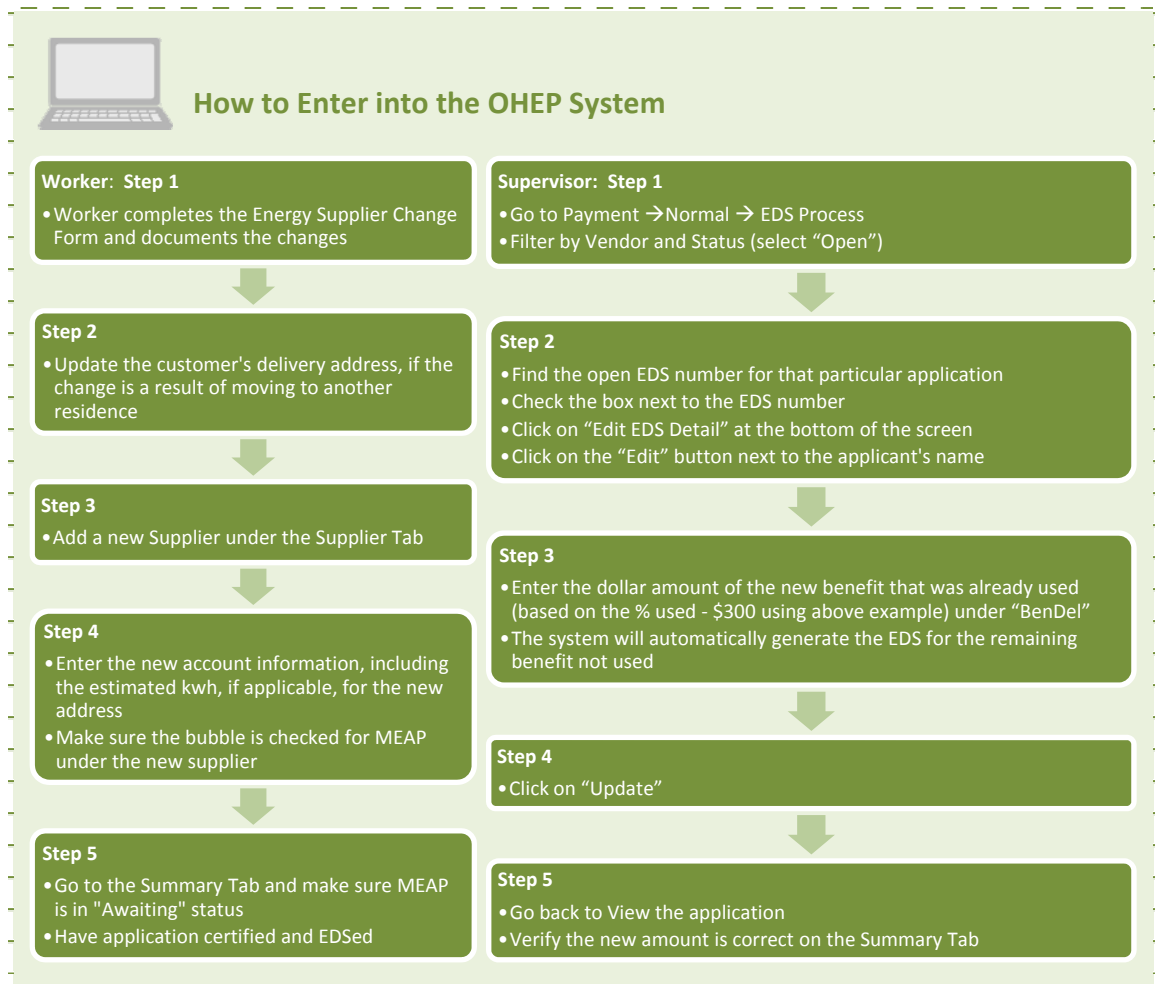 How to Enter into the OHEP System
Worker: Step 1
•Worker completes the Energy Supplier Change
Form and documents the changes
Step 2
•Update the customer's delivery address, if the
change is a result of moving to another
residence
Step 3
•Add a new Supplier under the Supplier Tab
Step 4
•Enter the new account information, including
the estimated kwh, if applicable, for the new
address
•Make sure the bubble is checked for MEAP
under the new supplier
Step 5
•Go to the Summary Tab and make sure MEAP
is in "Awaiting" status
•Have application certified and EDSed
Supervisor: Step 1
•Go to Payment →Normal → EDS Process
•Filter by Vendor and Status (select “Open”)
Step 2
•Find the open EDS number for that particular application
•Check the box next to the EDS number
•Click on “Edit EDS Detail” at the bottom of the screen
•Click on the “Edit” button next to the applicant's name
Step 3
•Enter the dollar amount of the new benefit that was already used
(based on the % used - $300 using above example) under “BenDel”
•The system will automatically generate the EDS for the remaining
benefit not used
Step 4
•Click on “Update”
Step 5
•Go back to View the application
•Verify the new amount is correct on the Summary Tab